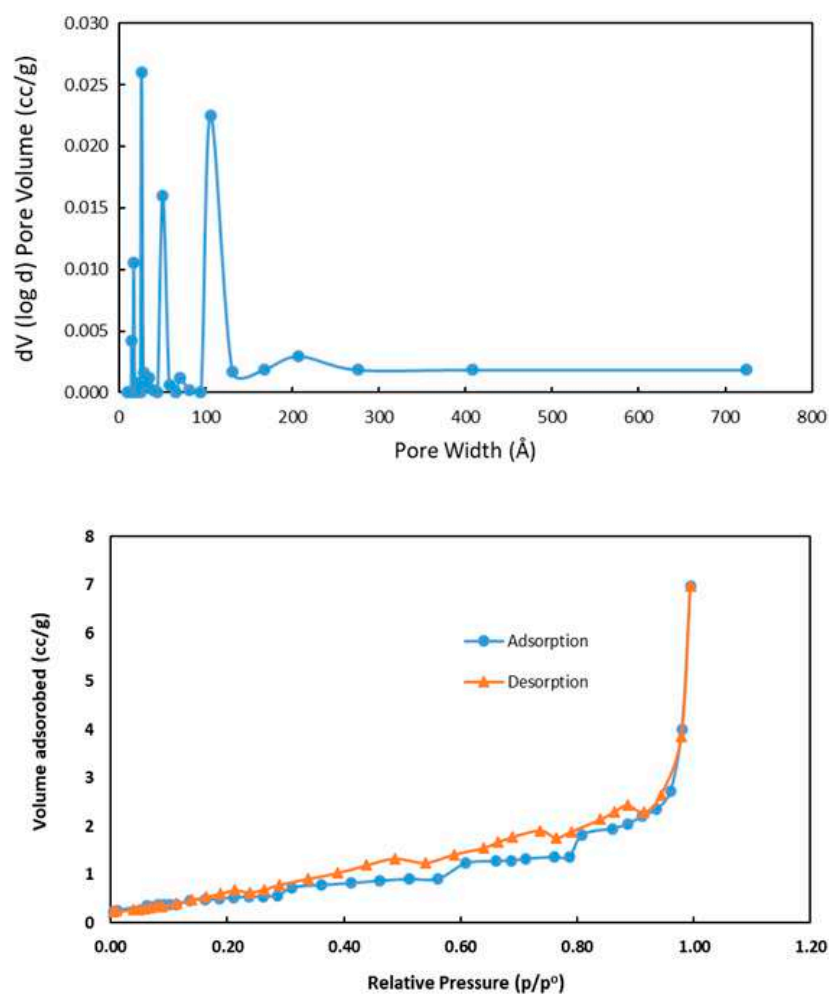 0.030
0.025
0.020
0.015
0.010
0.005
0.000
dV (log d) Pore Volume (cc/g)
0 100 200 300 400 500 600 700 800
Pore Width (Å)
8
7
6
5
4
3
2
1
0
Volume adsorobed (cc/g)
Adsorption
Desorption
0.00 0.20 0.40 0.60 0.80 1.00 1.20
Relative Pressure (p/pº)